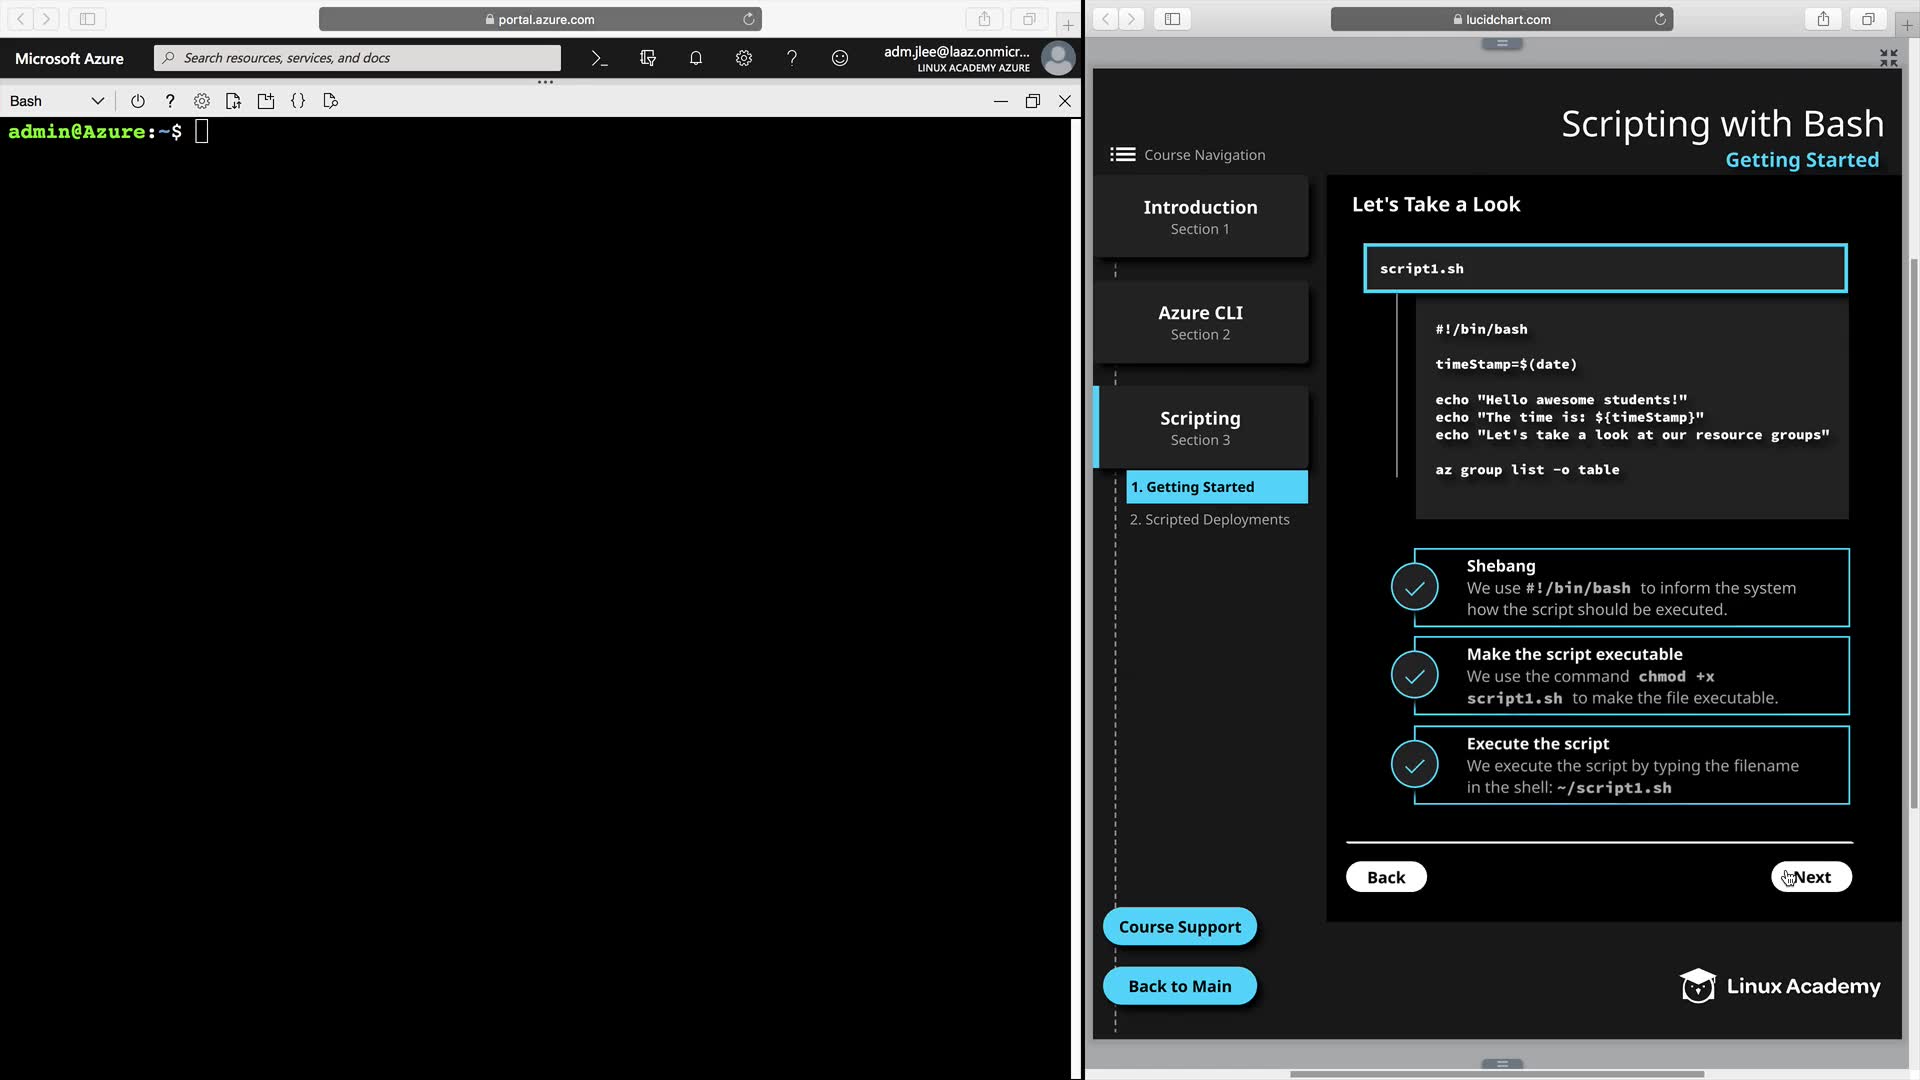 portal.azure.com
Microsoft Azure
Search resources, services, and docs
adm.jlee@laaz.onmicr...
LINUX ACADEMY AZURE
Bash
admin@Azure:~$
lucidchart.com
Scripting with Bash
Getting Started
Course Navigation
Introduction
Section 1
Azure CLI
Section 2
Scripting
Section 3
1. Getting Started
2. Scripted Deployments
Course Support
Back to Main
Let's Take a Look
script1.sh
#!/bin/bash
timeStamp=$(date)
echo "Hello awesome students!"
echo "The time is: ${timeStamp}"
echo "Let's take a look at our resource groups"
az group list -o table
Shebang
We use #!/bin/bash to inform the system
how the script should be executed.
Make the script executable
We use the command chmod +x
script1.sh to make the file executable.
Execute the script
We execute the script by typing the filename
in the shell: ~/script1.sh
Back
Next
Linux Academy